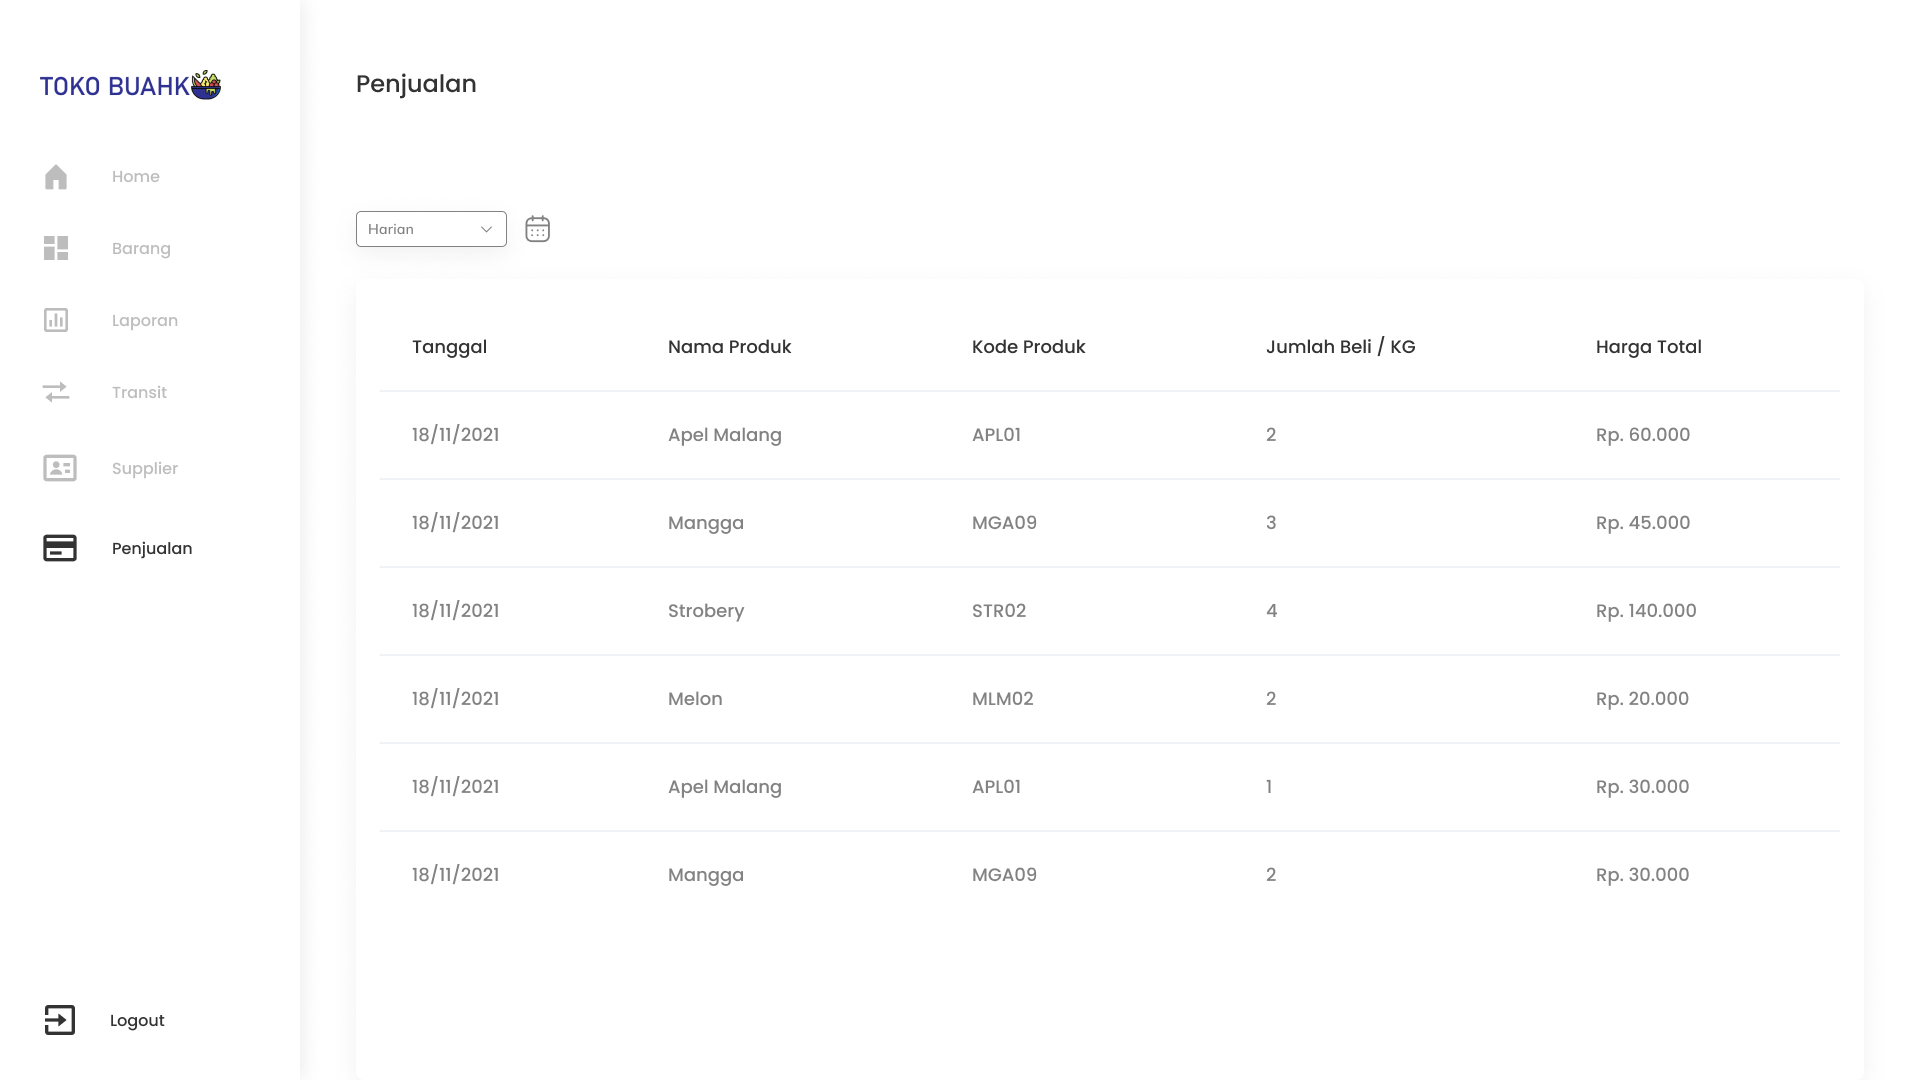 TOKO BUAHK
Penjualan
Home
Barang
Laporan
Transit
Supplier
Penjualan
Logout
Harian
Tanggal Nama Produk Kode Produk Jumlah Beli / KG Harga Total
18/11/2021 Apel Malang APL01 2 Rp. 60.000
18/11/2021 Mangga MGA09 3 Rp. 45.000
18/11/2021 Strobery STR02 4 Rp. 140.000
18/11/2021 Melon MLM02 2 Rp. 20.000
18/11/2021 Apel Malang APL01 1 Rp. 30.000
18/11/2021 Mangga MGA09 2 Rp. 30.000